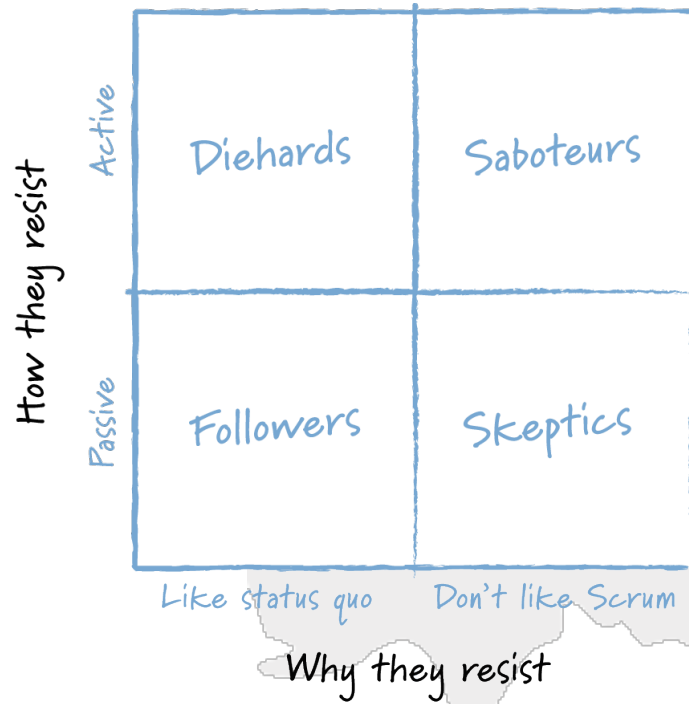 How they resist
Active
Diehards
Saboteurs
Passive
Followers
Skeptics
Like status quo
Don't like Scrum
Why they resist